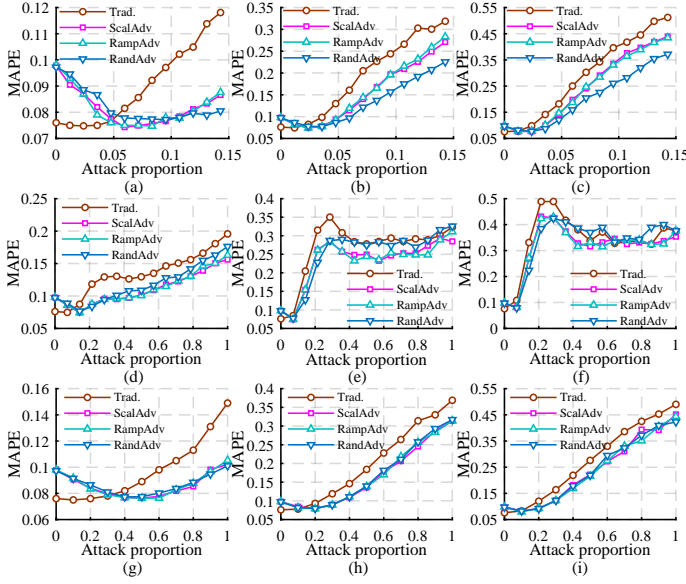 0.12 0.35 0.55
Trad. Trad. Trad.
0.11 ScalAdv 0.3 ScalAdv 0.45 ScalAdv
RampAdv 0.25 RampAdv RampAdv
0.1 RandAdv RandAdv 0.35 RandAdv
MAPE MAPE 0.2 MAPE
0.09 0.15 0.25
0.08 0.1 0.15
0.07 0.05 0.05
0 0.05 0.1 0.15 0 0.05 0.1 0.15 0 0.05 0.1 0.15
Attack proportion Attack proportion Attack proportion
(a) (b) (c)
0.25 0.45 0.55
Trad. 0.4
0.2 ScalAdv 0.35 0.45
RampAdv 0.3 0.35
MAPE 0.15 RandAdv MAPE 0.25 MAPE
0.2 Trad. 0.25 Trad.
0.1 0.15 ScalAdv ScalAdv
0.1 RampAdv 0.15 RampAdv
0.05 0.05 RandAdv 0.05 RandAdv
0 0.2 0.4 0.6 0.8 1 0 0.2 0.4 0.6 0.8 1 0 0.2 0.4 0.6 0.8 1
Attack proportion Attack proportion Attack proportion
(d) (e) (f)
0.16 0.4 0.55
Trad. 0.35 Trad. Trad.
0.14 ScalAdv 0.3 ScalAdv 0.45 ScalAdv
RampAdv RampAdv RampAdv
0.12 RandAdv 0.25 RandAdv 0.35 RandAdv
MAPE MAPE 0.2 MAPE 0.25
0.1 0.15
0.08 0.1 0.15
0.06 0.05 0.05
0 0.2 0.4 0.6 0.8 1 0 0.2 0.4 0.6 0.8 1 0 0.2 0.4 0.6 0.8 1
Attack proportion Attack proportion Attack proportion
(g) (h) (i)